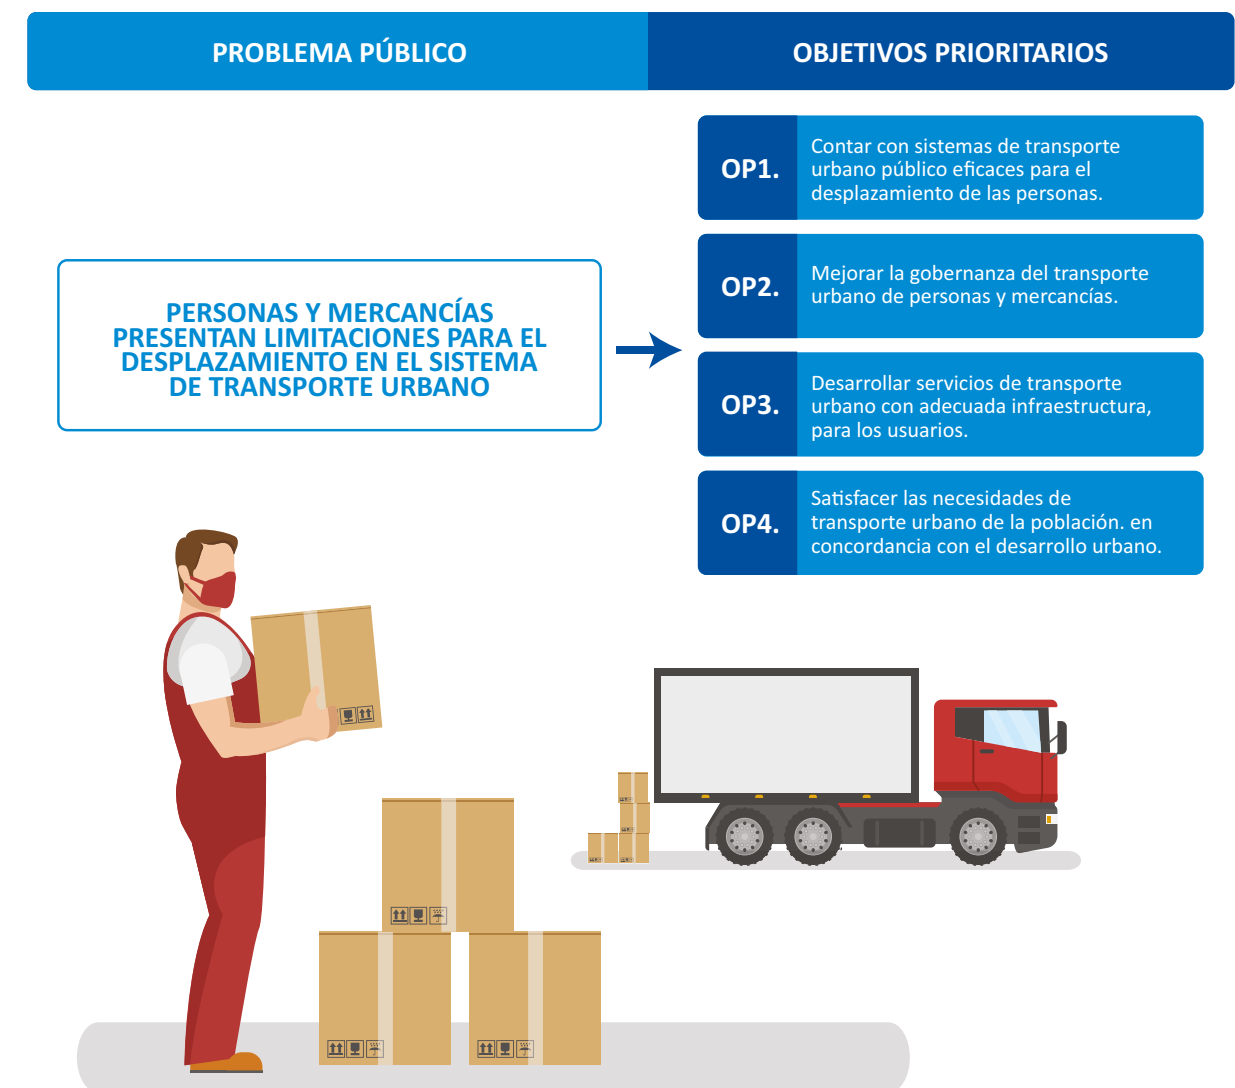 PROBLEMA PÚBLICO
OBJETIVOS PRIORITARIOS
PERSONAS Y MERCANCÍAS
PRESENTAN LIMITACIONES PARA EL
DESPLAZAMIENTO EN EL SISTEMA
DE TRANSPORTE URBANO
OP1.
Contar con sistemas de transporte
urbano público eficaces para el
desplazamiento de las personas.
OP2.
Mejorar la gobernanza del transporte
urbano de personas y mercancías.
OP3.
Desarrollar servicios de transporte
urbano con adecuada infraestructura,
para los usuarios.
OP4.
Satisfacer las necesidades de
transporte urbano de la población. en
concordancia con el desarrollo urbano.